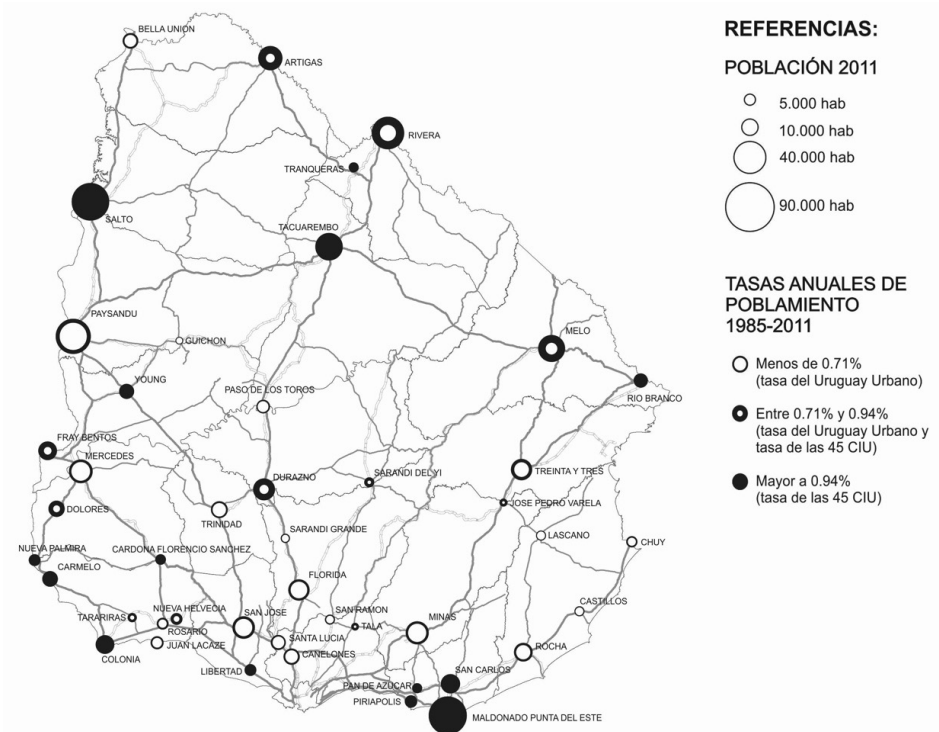 BELLA UNION
ARTIGAS
RIVERA
TRANQUERAS
SALTO
TACUAREMBO
PAYSANDU
GUICHON
MELO
YOUNG
PASO DE LOS TOROS
RIO BRANCO
FRAY BENTOS
MERCEDES
DURAZNO
SARANDI DEL YI
TREINTA Y TRES
DOLORES
TRINIDAD
JOSE PEDRO VARELA
SARANDI GRANDE
LASCANO
CHUY
NUEVA PALMIRA
CARDONA FLORENCIO SANCHEZ
CARMELO
FLORIDA
TARARIRAS
NUEVA HELVECIA
ROSARIO
JUAN LACAZE
SAN JOSE
SAN RAMON
TALA
MINAS
CASTILLOS
SANTA LUCIA
CANELONES
ROCHA
COLONIA
LIBERTAD
SAN CARLOS
PAN DE AZUCAR
PIRIAPOLIS
MALDONADO PUNTA DEL ESTE
REFERENCIAS:
POBLACIÓN 2011
5.000 hab
10.000 hab
40.000 hab
90.000 hab
TASAS ANUALES DE
POBLAMIENTO
1985-2011
Menos de 0.71%
(tasa del Uruguay Urbano)
Entre 0.71% y 0.94%
(tasa del Uruguay Urbano y
tasa de las 45 CIU)
Mayor a 0.94%
(tasa de las 45 CIU)